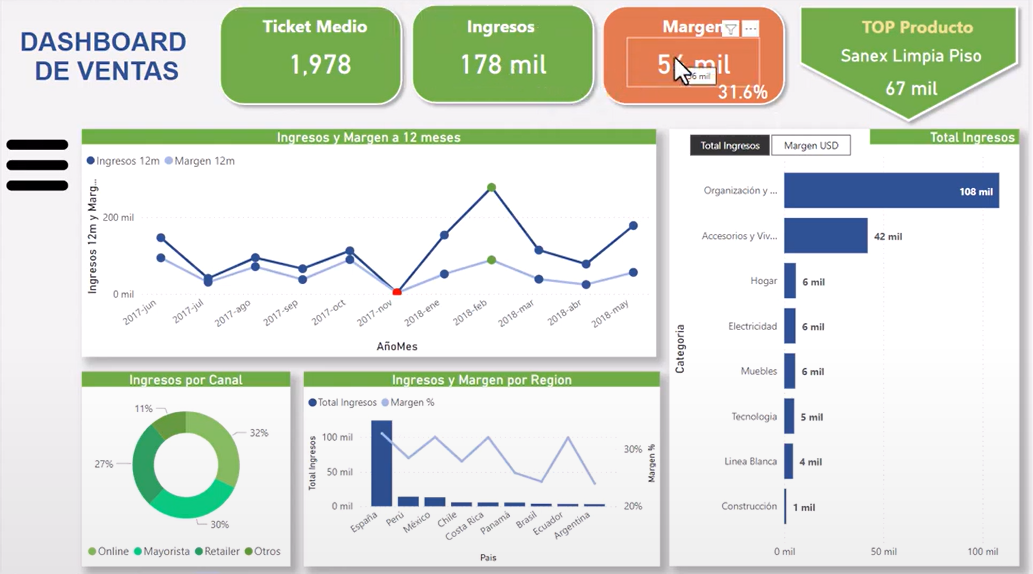 DASHBOARD
DE VENTAS
Ticket Medio
1,978
Ingresos
178 mil
Margen
56 mil
31.6%
TOP Producto
Sanex Limpia Piso
67 mil
Ingresos y Margen a 12 meses
Ingresos 12m Margen 12m
Ingresos 12m y Marg...
200 mil
0 mil
2017-jun
2017-jul
2017-ago
2017-sep
2017-oct
2017-nov
2018-ene
2018-feb
2018-mar
2018-abr
2018-may
AñoMes
Total Ingresos
Total Ingresos Margen USD
Categoria
Organización y ... 108 mil
Accesorios y Viv... 42 mil
Hogar 6 mil
Electricidad 6 mil
Muebles 6 mil
Tecnologia 5 mil
Linea Blanca 4 mil
Construcción 1 mil
0 mil 50 mil 100 mil
Ingresos por Canal
11%
32%
27%
30%
Online Mayorista Retailer Otros
Ingresos y Margen por Region
Total Ingresos Margen %
Total Ingresos
100 mil
50 mil
0 mil
30%
20%
Margen %
España
Perú
México
Chile
Costa Rica
Panamá
Brasil
Ecuador
Argentina
Pais